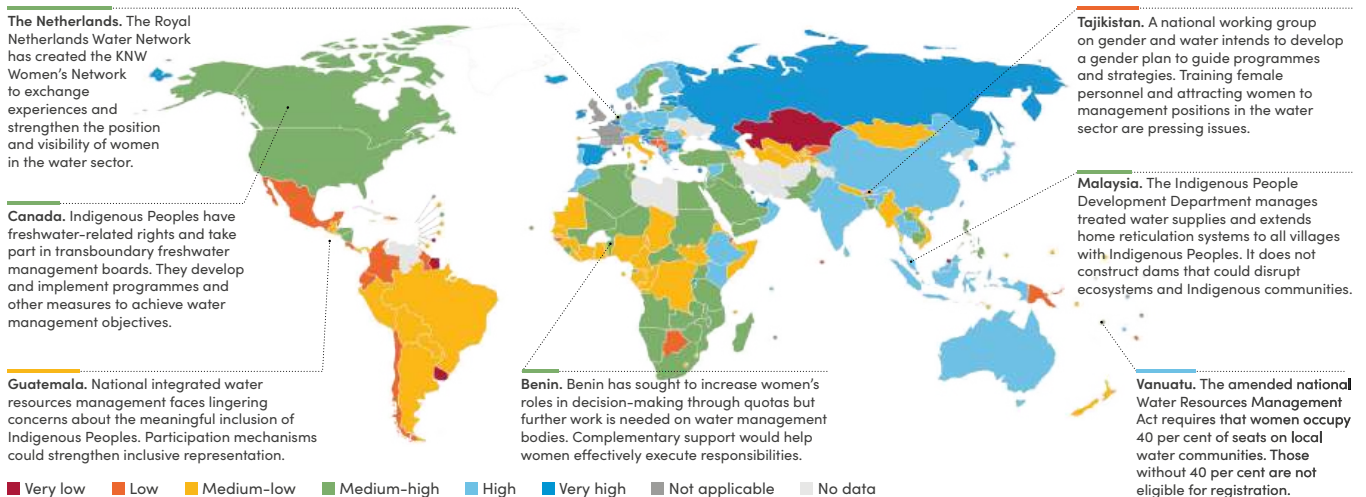 The Netherlands. The Royal
Netherlands Water Network
has created the KNW
Women's Network
to exchange
experiences and
strengthen the position
and visibility of women
in the water sector.
Canada. Indigenous Peoples have
freshwater-related rights and take
part in transboundary freshwater
management boards. They develop
and implement programmes and
other measures to achieve water
management objectives.
Guatemala. National integrated water
resources management faces lingering
concerns about the meaningful inclusion of
Indigenous Peoples. Participation mechanisms
could strengthen inclusive representation.
Benin. Benin has sought to increase women's
roles in decision-making through quotas but
further work is needed on water management
bodies. Complementary support would help
women effectively execute responsibilities.
Tajikistan. A national working group
on gender and water intends to develop
a gender plan to guide programmes
and strategies. Training female
personnel and attracting women to
management positions in the water
sector are pressing issues.
Malaysia. The Indigenous People
Development Department manages
treated water supplies and extends
home reticulation systems to all villages
with Indigenous Peoples. It does not
construct dams that could disrupt
ecosystems and Indigenous communities.
Vanuatu. The amended national
Water Resources Management
Act requires that women occupy
40 per cent of seats on local
water communities. Those
without 40 per cent are not
eligible for registration.
Very low Low Medium-low Medium-high High Very high Not applicable No data